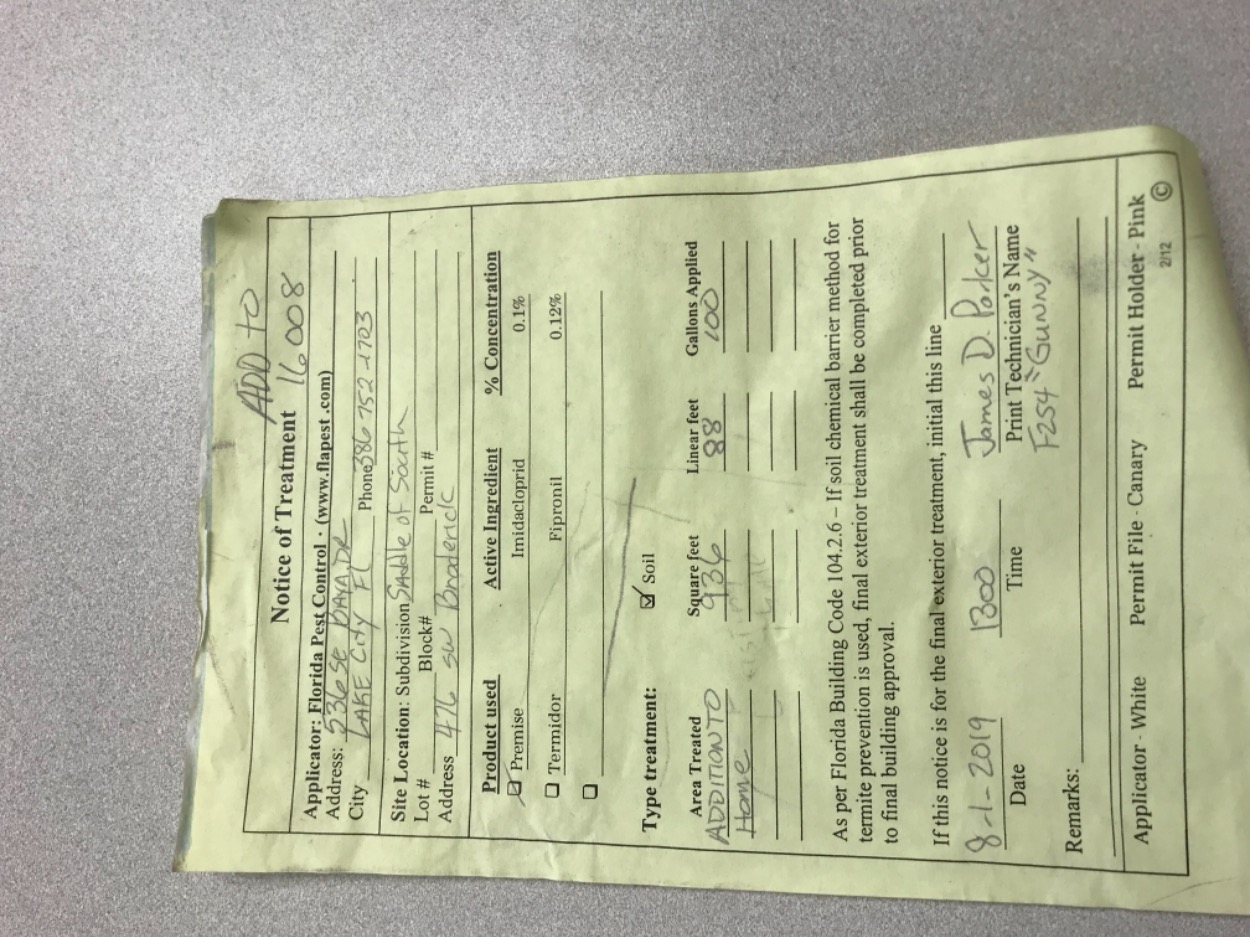 ADD to
Notice of Treatment 16008
Applicator: Florida Pest Control · (www.flapest.com)
Address: 536 SE BAYA DR
City LAKE City FL Phone 386 752-1703
Site Location: Subdivision Saddle of South
Lot # Block# Permit #
Address 476 SW Broderick
Product used Active Ingredient % Concentration
Premise Imidacloprid 0.1%
Termidor Fipronil 0.12%
Type treatment: Soil
Area Treated Square feet Linear feet Gallons Applied
ADDITION TO 936 88 100
Home
As per Florida Building Code 104.2.6 – If soil chemical barrier method for
termite prevention is used, final exterior treatment shall be completed prior
to final building approval.
If this notice is for the final exterior treatment, initial this line
8-1-2019 1300 James D. Parker
Date Time Print Technician's Name
F254 "GUNNY"
Remarks:
Applicator - White Permit File - Canary Permit Holder - Pink
2/12 ©